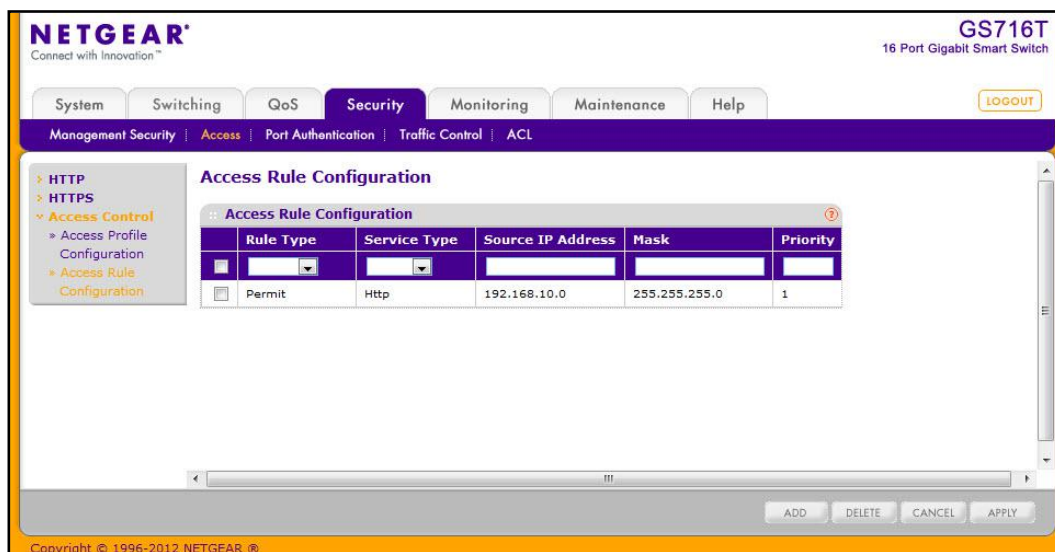 NETGEAR®
Connect with Innovation™
GS716T
16 Port Gigabit Smart Switch
System Switching QoS Security Monitoring Maintenance Help LOGOUT
Management Security Access Port Authentication Traffic Control ACL
HTTP
HTTPS
Access Control
» Access Profile
Configuration
» Access Rule
Configuration
Access Rule Configuration
Access Rule Configuration
Rule Type Service Type Source IP Address Mask Priority
Permit Http 192.168.10.0 255.255.255.0 1
ADD DELETE CANCEL APPLY
Copyright © 1996-2012 NETGEAR ®